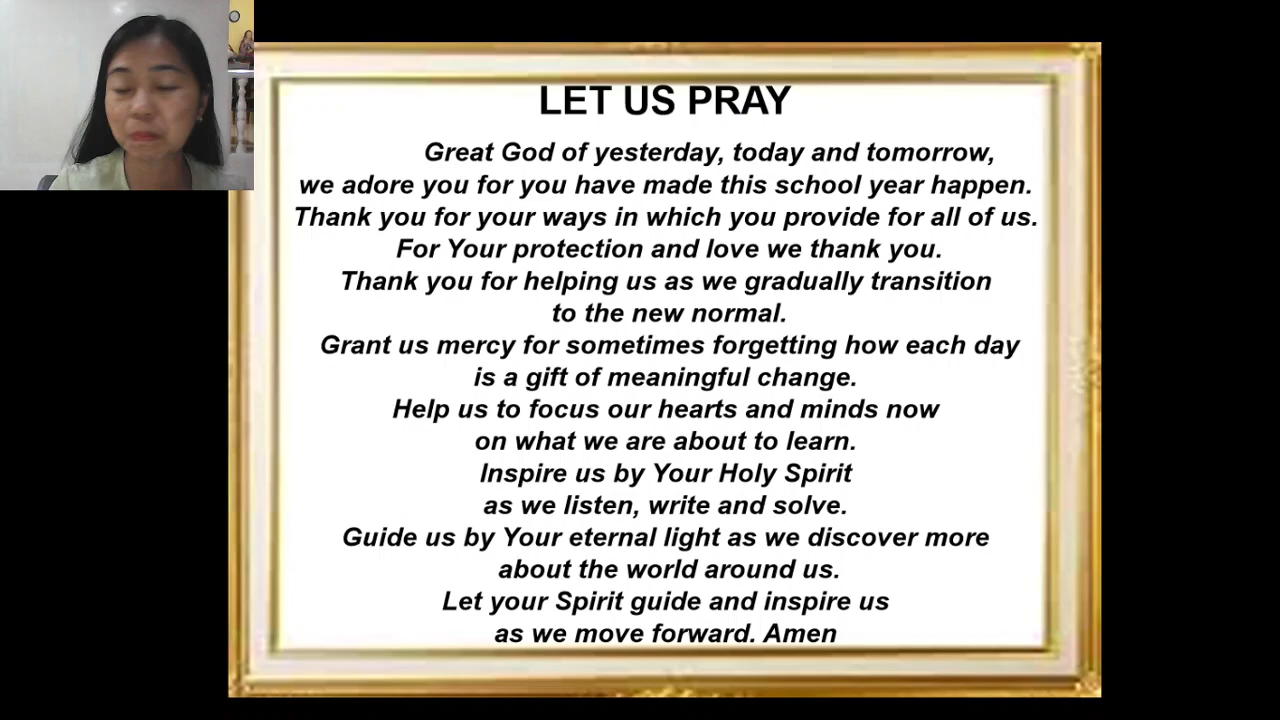 LET US PRAY
Great God of yesterday, today and tomorrow,
we adore you for you have made this school year happen.
Thank you for your ways in which you provide for all of us.
For Your protection and love we thank you.
Thank you for helping us as we gradually transition
to the new normal.
Grant us mercy for sometimes forgetting how each day
is a gift of meaningful change.
Help us to focus our hearts and minds now
on what we are about to learn.
Inspire us by Your Holy Spirit
as we listen, write and solve.
Guide us by Your eternal light as we discover more
about the world around us.
Let your Spirit guide and inspire us
as we move forward. Amen